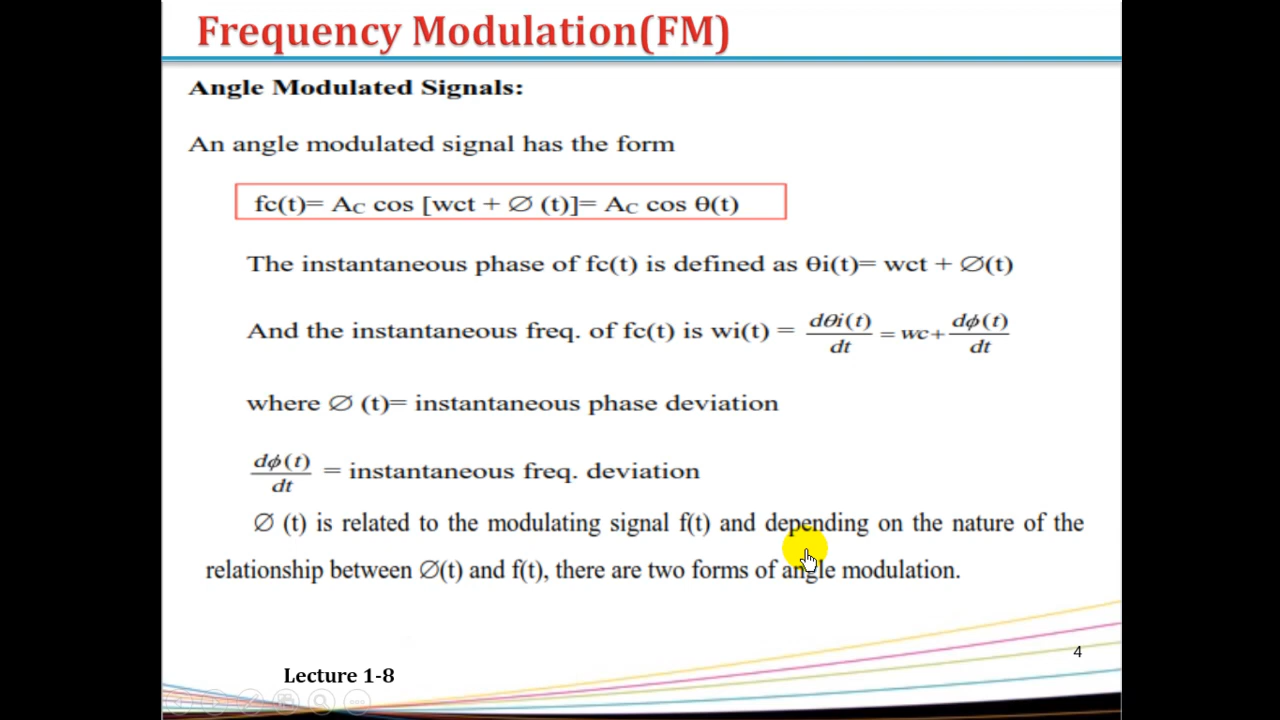 Frequency Modulation(FM)
Angle Modulated Signals:
An angle modulated signal has the form
fc(t)= AC cos [wct + ∅ (t)]= AC cos θ(t)
The instantaneous phase of fc(t) is defined as θi(t)= wct + ∅(t)
And the instantaneous freq. of fc(t) is wi(t) = dθi(t)/dt = wc+ dϕ(t)/dt
where ∅ (t)= instantaneous phase deviation
dϕ(t)/dt = instantaneous freq. deviation
∅ (t) is related to the modulating signal f(t) and depending on the nature of the
relationship between ∅(t) and f(t), there are two forms of angle modulation.
4
Lecture 1-8